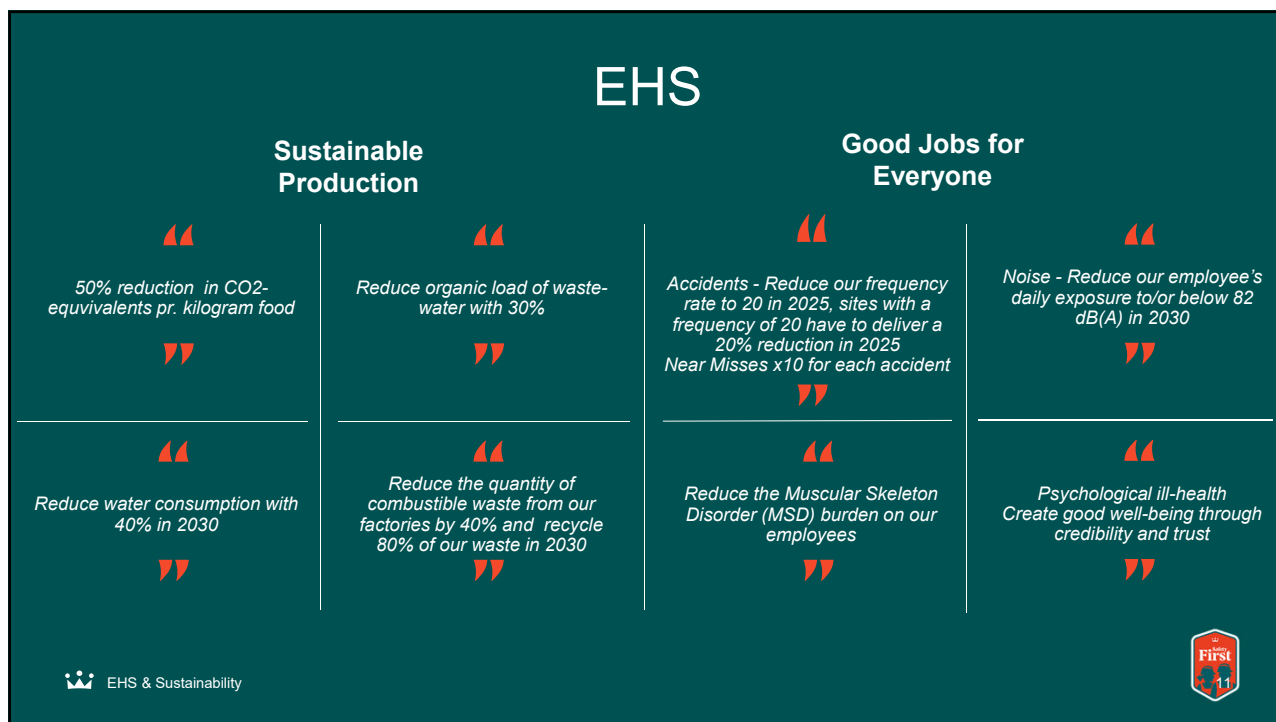 EHS
Sustainable
Production
Good Jobs for
Everyone
50% reduction  in CO2-
equvivalents pr. kilogram food
Reduce organic load of waste-
water with 30%
Accidents - Reduce our frequency
rate to 20 in 2025, sites with a
frequency of 20 have to deliver a
20% reduction in 2025
Near Misses x10 for each accident
Noise - Reduce our employee’s
daily exposure to/or below 82
dB(A) in 2030
Reduce water consumption with
40% in 2030
Reduce the quantity of
combustible waste from our
factories by 40% and  recycle
80% of our waste in 2030
Reduce the Muscular Skeleton
Disorder (MSD) burden on our
employees
Psychological ill-health
Create good well-being through
credibility and trust
EHS & Sustainability
Safety
First
11